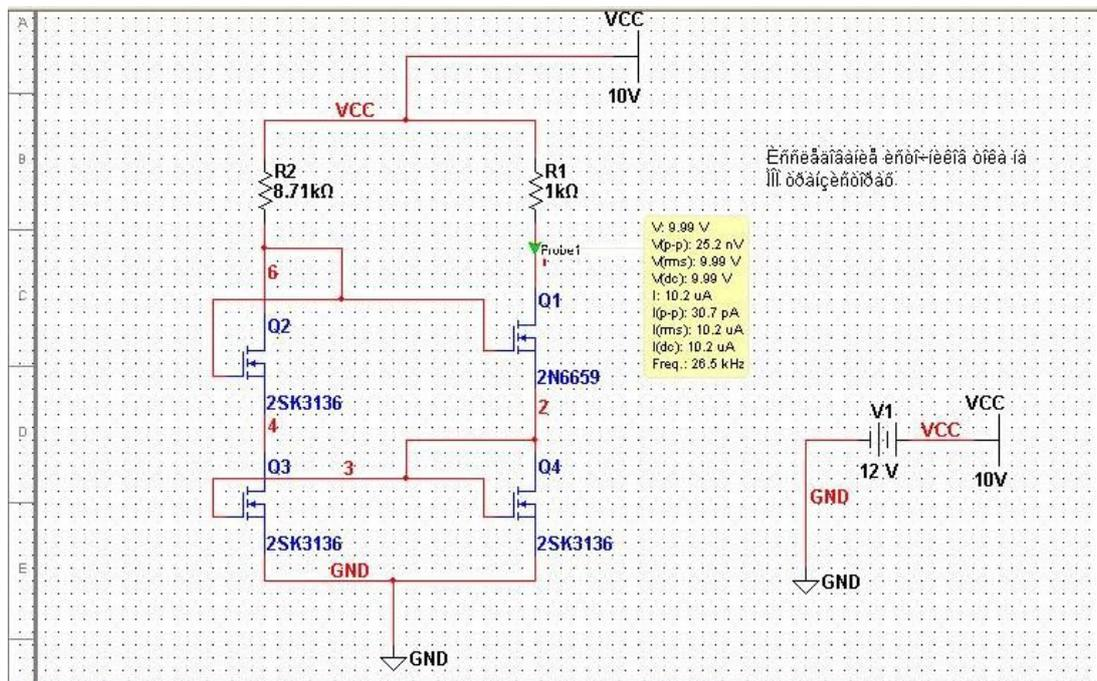 A
VCC
10V
VCC
B
R2
8.71kΩ
R1
1kΩ
V: 9.99 V
V(p-p): 25.2 nV
V(rms): 9.99 V
V(dc): 9.99 V
I: 10.2 uA
I(p-p): 30.7 pA
I(rms): 10.2 uA
I(dc): 10.2 uA
Freq.: 26.5 kHz
Probe1
1
6
C
Q1
Q2
2N6659
2SK3136
2
4
D
Q3
3
Q4
2SK3136
2SK3136
GND
E
GND
V1
VCC
VCC
12 V
10V
GND
GND